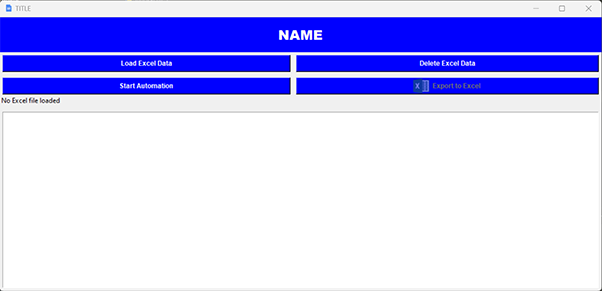 TITLE
NAME
Load Excel Data
Delete Excel Data
Start Automation
X Export to Excel
No Excel file loaded